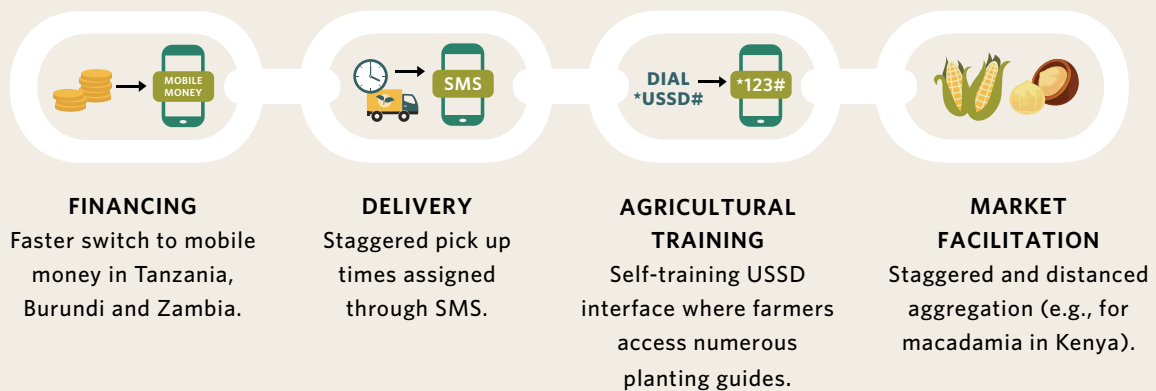 MOBILE
MONEY
SMS
DIAL
*USSD#
*123#
FINANCING
Faster switch to mobile
money in Tanzania,
Burundi and Zambia.
DELIVERY
Staggered pick up
times assigned
through SMS.
AGRICULTURAL
TRAINING
Self-training USSD
interface where farmers
access numerous
planting guides.
MARKET
FACILITATION
Staggered and distanced
aggregation (e.g., for
macadamia in Kenya).